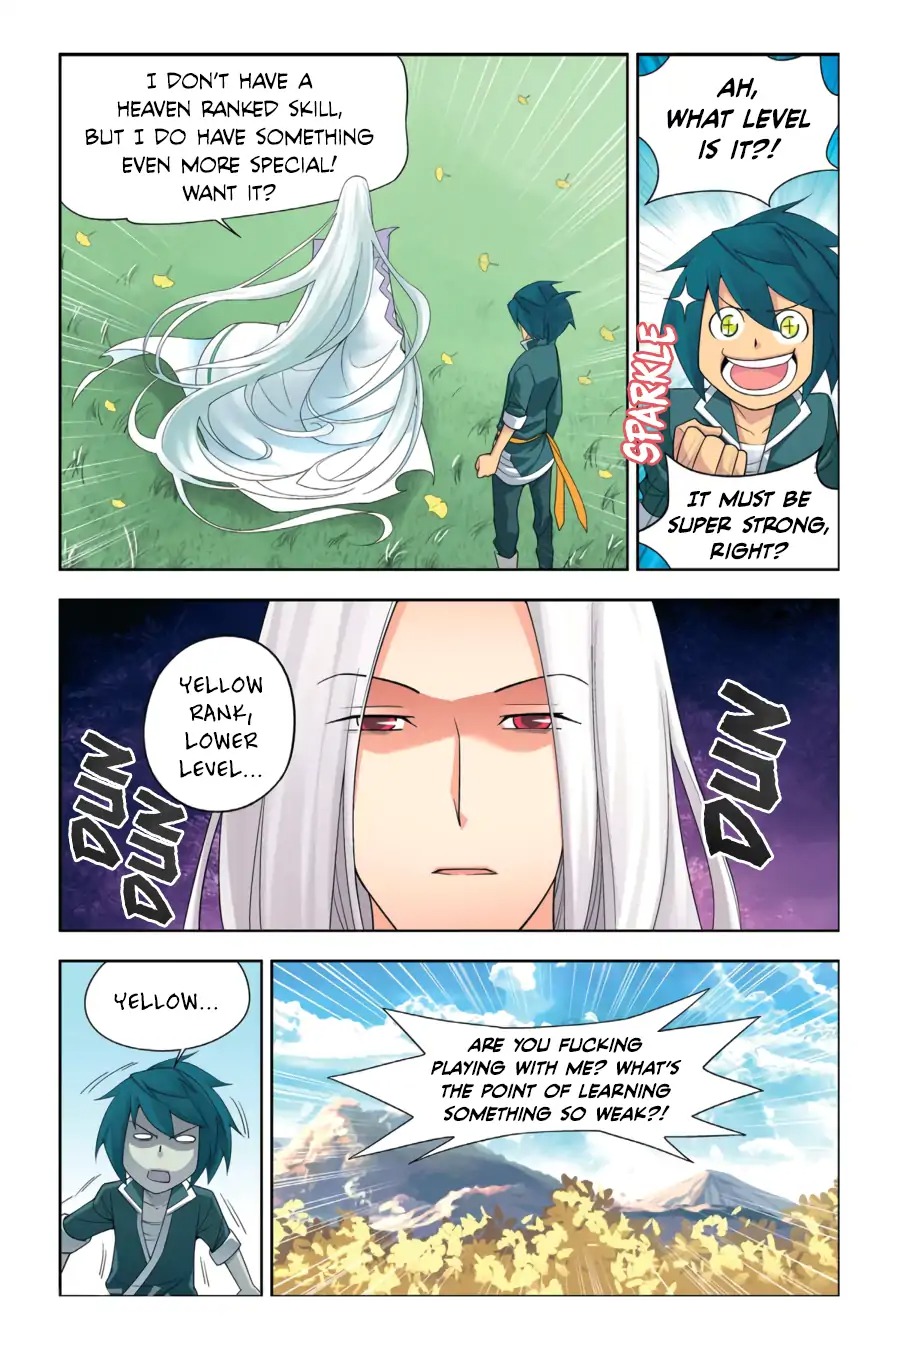 I DON'T HAVE A
HEAVEN RANKED SKILL,
BUT I DO HAVE SOMETHING
EVEN MORE SPECIAL!
WANT IT?
AH,
WHAT LEVEL
IS IT?!
SPARKLE
IT MUST BE
SUPER STRONG,
RIGHT?
YELLOW
RANK,
LOWER
LEVEL...
DUN
DUN
DUN
YELLOW...
ARE YOU FUCKING
PLAYING WITH ME? WHAT'S
THE POINT OF LEARNING
SOMETHING SO WEAK?!